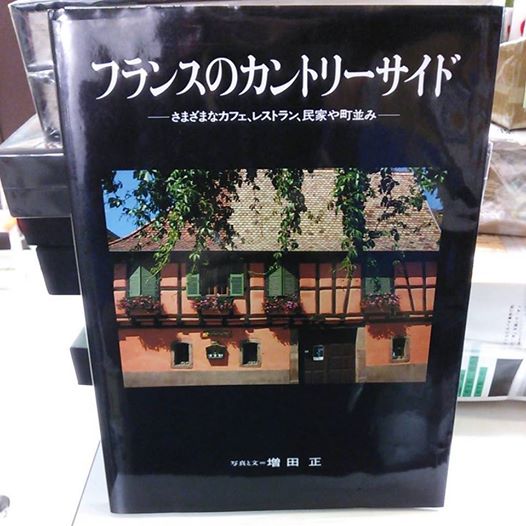 フランスのカントリーサイド
―さまざまなカフェ、レストラン、民家や町並み―
写真と文=増田 正